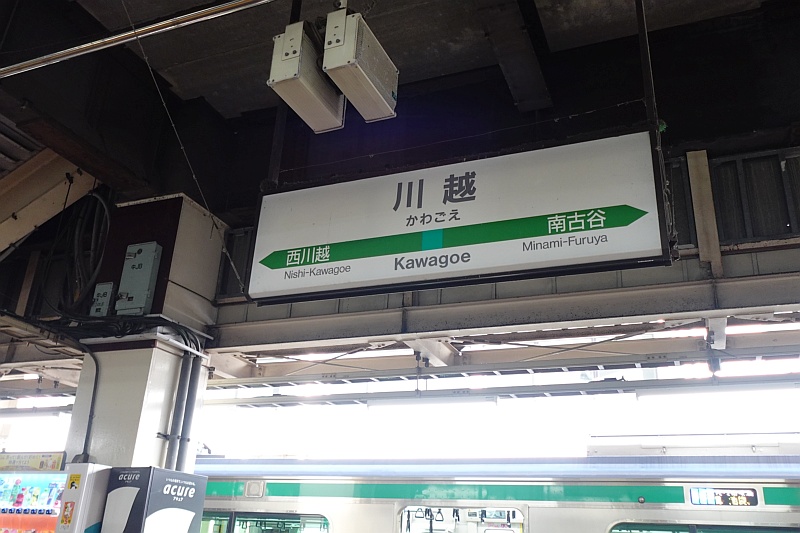 川越
かわごえ
西川越
南古谷
Nishi-Kawagoe
Kawagoe
Minami-Furuya
acure
acure